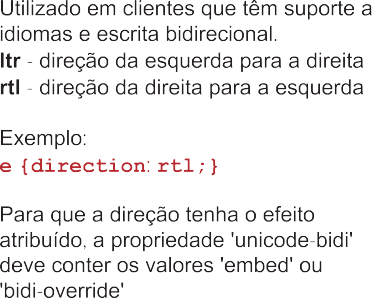 Utilizado em clientes que têm suporte a
idiomas e escrita bidirecional.
ltr - direção da esquerda para a direita
rtl - direção da direita para a esquerda
Exemplo:
e {direction: rtl;}
Para que a direção tenha o efeito
atribuído, a propriedade 'unicode-bidi'
deve conter os valores 'embed' ou
'bidi-override'